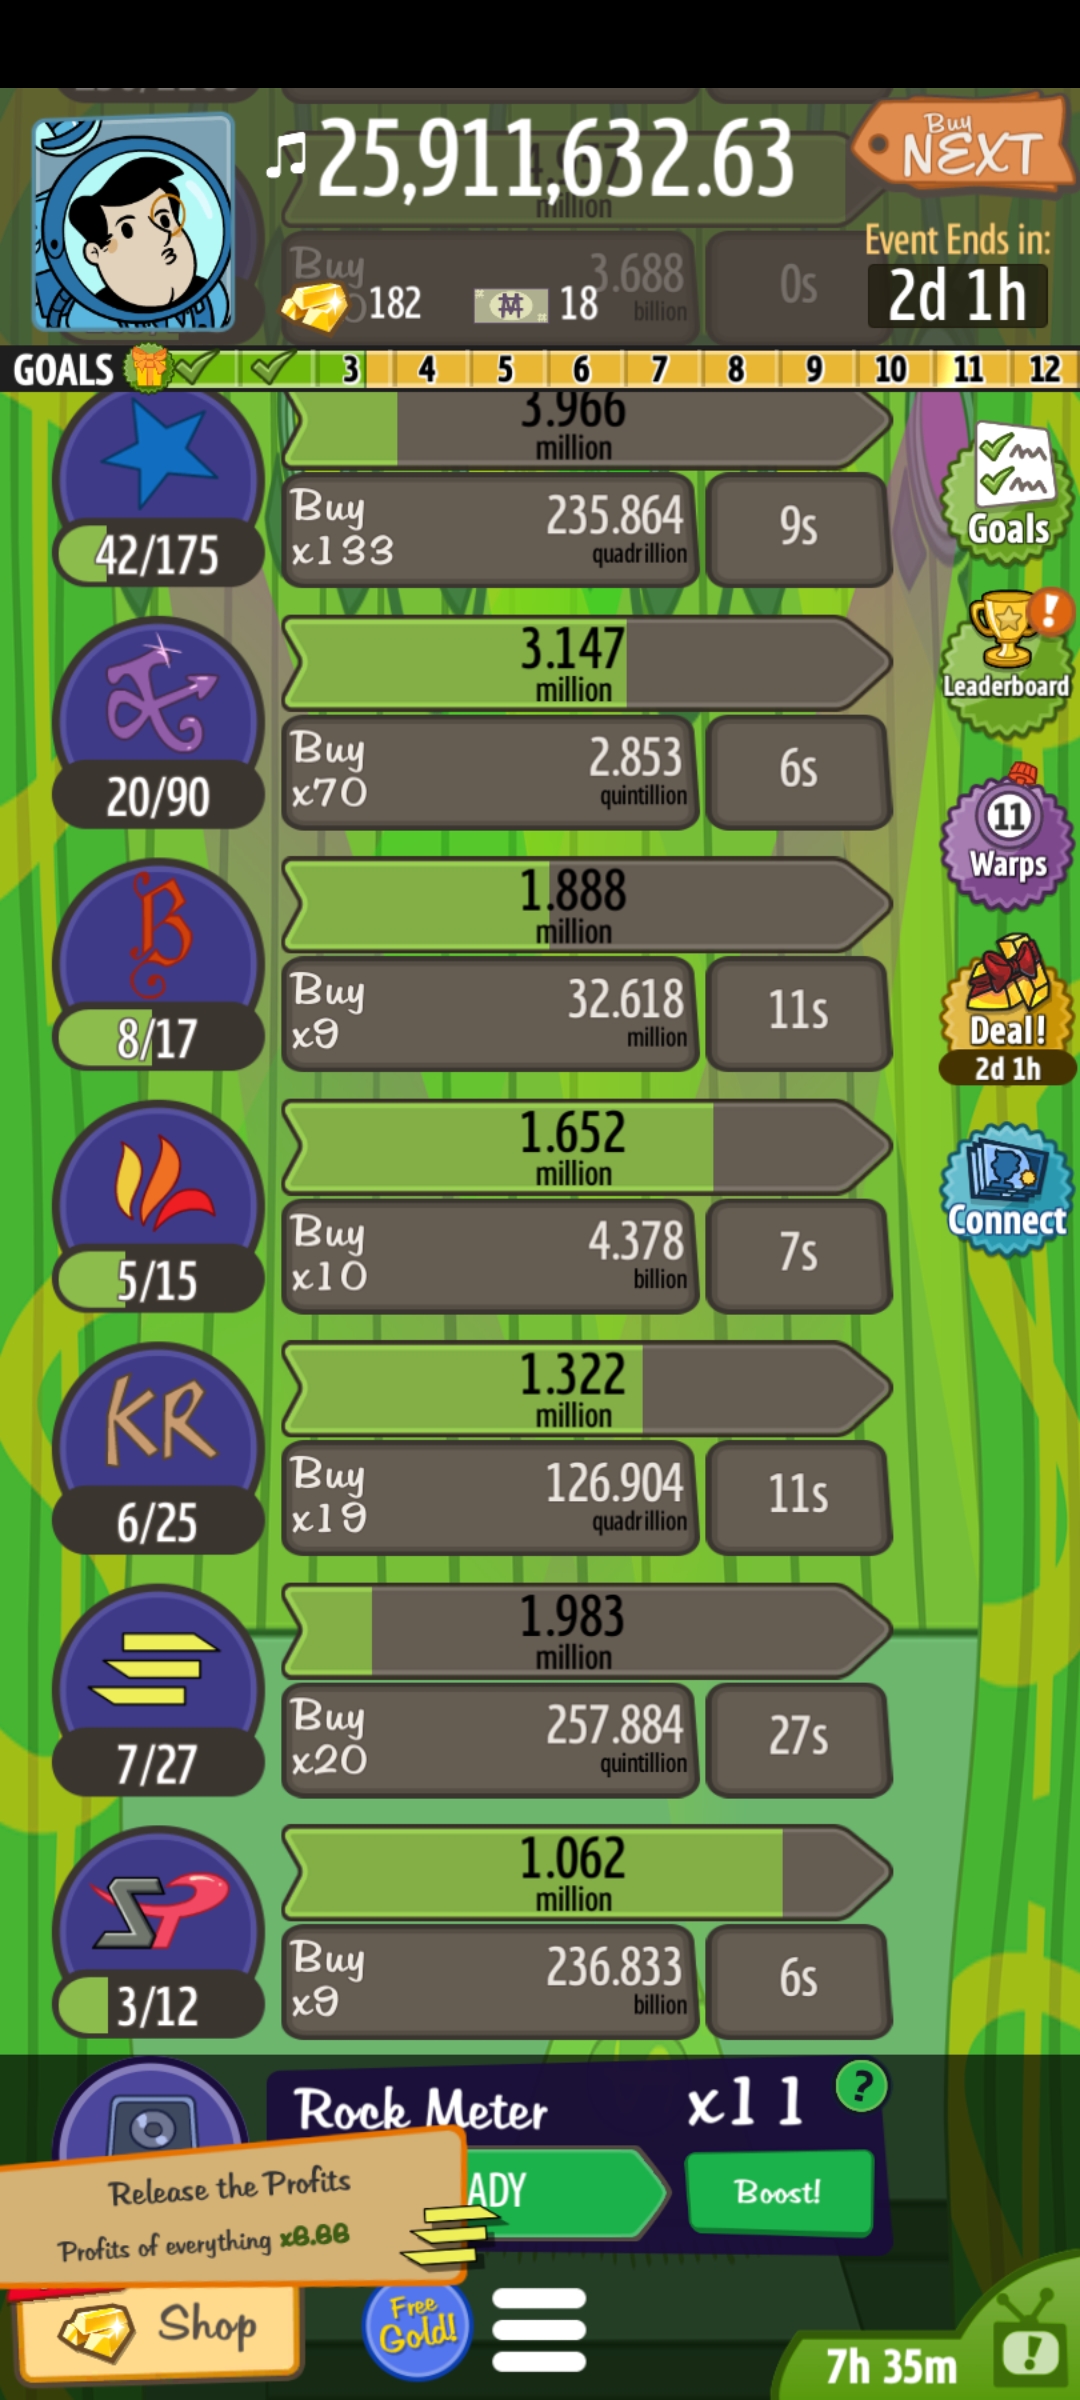 25,911,632.63
Buy
NEXT
million
Event Ends in:
2d 1h
Buy
3.688
billion
0s
182
18
GOALS 3 4 5 6 7 8 9 10 11 12
3.966
million
42/175
Buy
x133
235.864
quadrillion
9s
Goals
Leaderboard
3.147
million
20/90
Buy
x70
2.853
quintillion
6s
11
Warps
1.888
million
B
8/17
Buy
x9
32.618
million
11s
Deal!
2d 1h
1.652
million
5/15
Buy
x10
4.378
billion
7s
Connect
1.322
million
KR
6/25
Buy
x19
126.904
quadrillion
11s
1.983
million
7/27
Buy
x20
257.884
quintillion
27s
1.062
million
SP
3/12
Buy
x9
236.833
billion
6s
Rock Meter
x11
?
ADY
Boost!
Release the Profits
Profits of everything
Shop
Free
Gold!
7h 35m